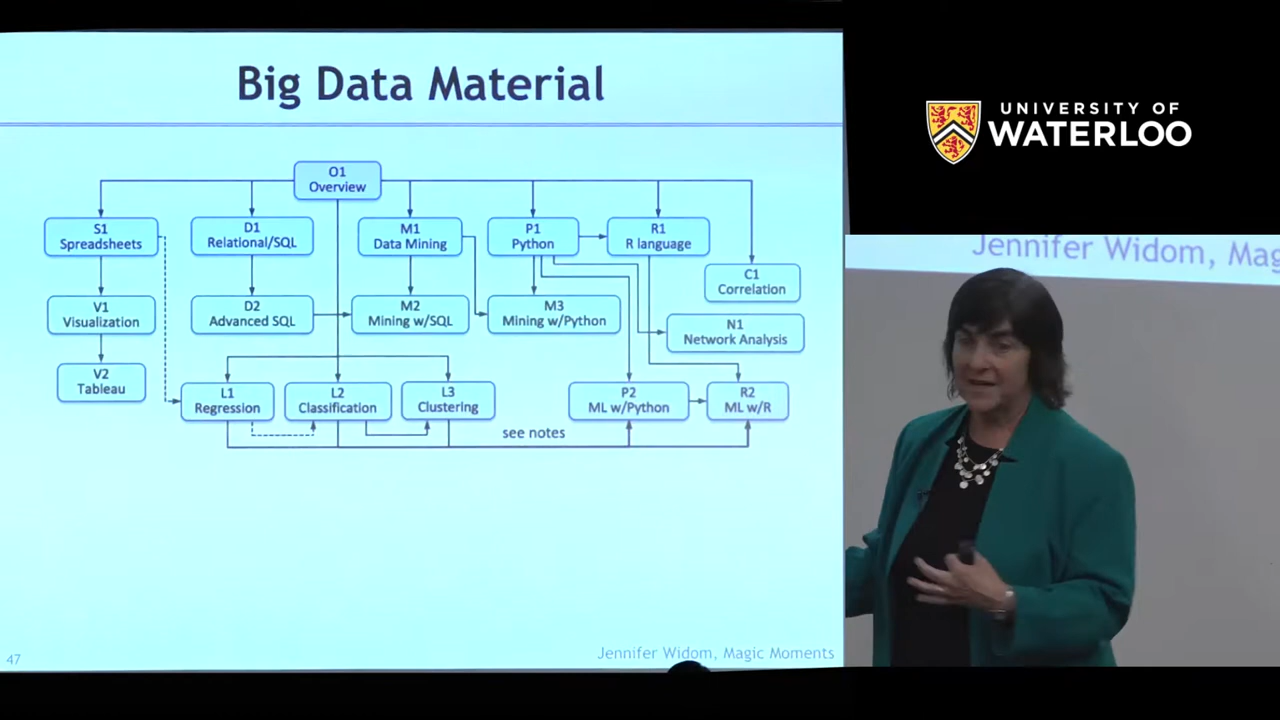 Big Data Material
O1
Overview
S1
Spreadsheets
D1
Relational/SQL
M1
Data Mining
P1
Python
R1
R language
C1
Correlation
V1
Visualization
D2
Advanced SQL
M2
Mining w/SQL
M3
Mining w/Python
N1
Network Analysis
V2
Tableau
L1
Regression
L2
Classification
L3
Clustering
P2
ML w/Python
R2
ML w/R
see notes
47
Jennifer Widom, Magic Moments
UNIVERSITY OF
WATERLOO
Jennifer Widom, Mag